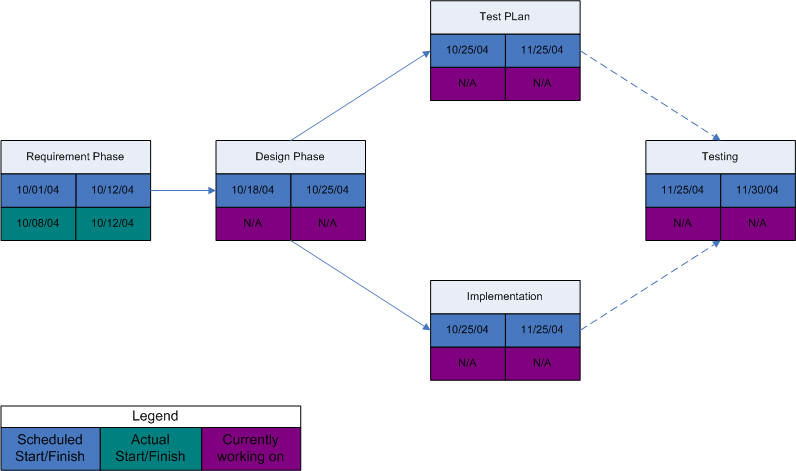 Test PLan
10/25/04 11/25/04
N/A N/A
Requirement Phase
10/01/04 10/12/04
10/08/04 10/12/04
Design Phase
10/18/04 10/25/04
N/A N/A
Testing
11/25/04 11/30/04
N/A N/A
Implementation
10/25/04 11/25/04
N/A N/A
Legend
Scheduled
Start/Finish
Actual
Start/Finish
Currently
working on